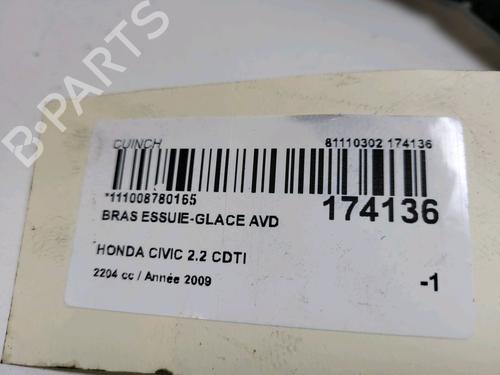 CUINCH 81110302 174136
*111008780165
174136
BRAS ESSUIE-GLACE AVD
HONDA CIVIC 2.2 CDTI
2204 cc / Année 2009
-1
B-PARTS